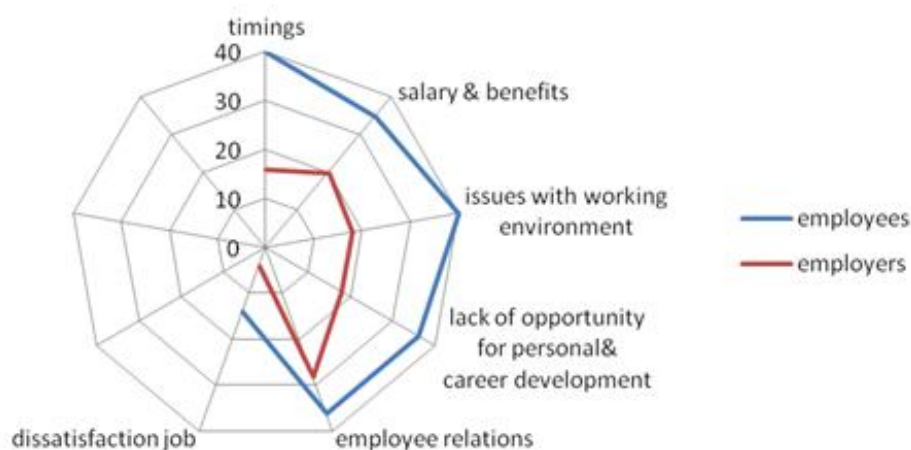 timings
40
30
20
10
0
salary & benefits
issues with working
environment
lack of opportunity
for personal&
career development
employee relations
dissatisfaction job
employees
employers